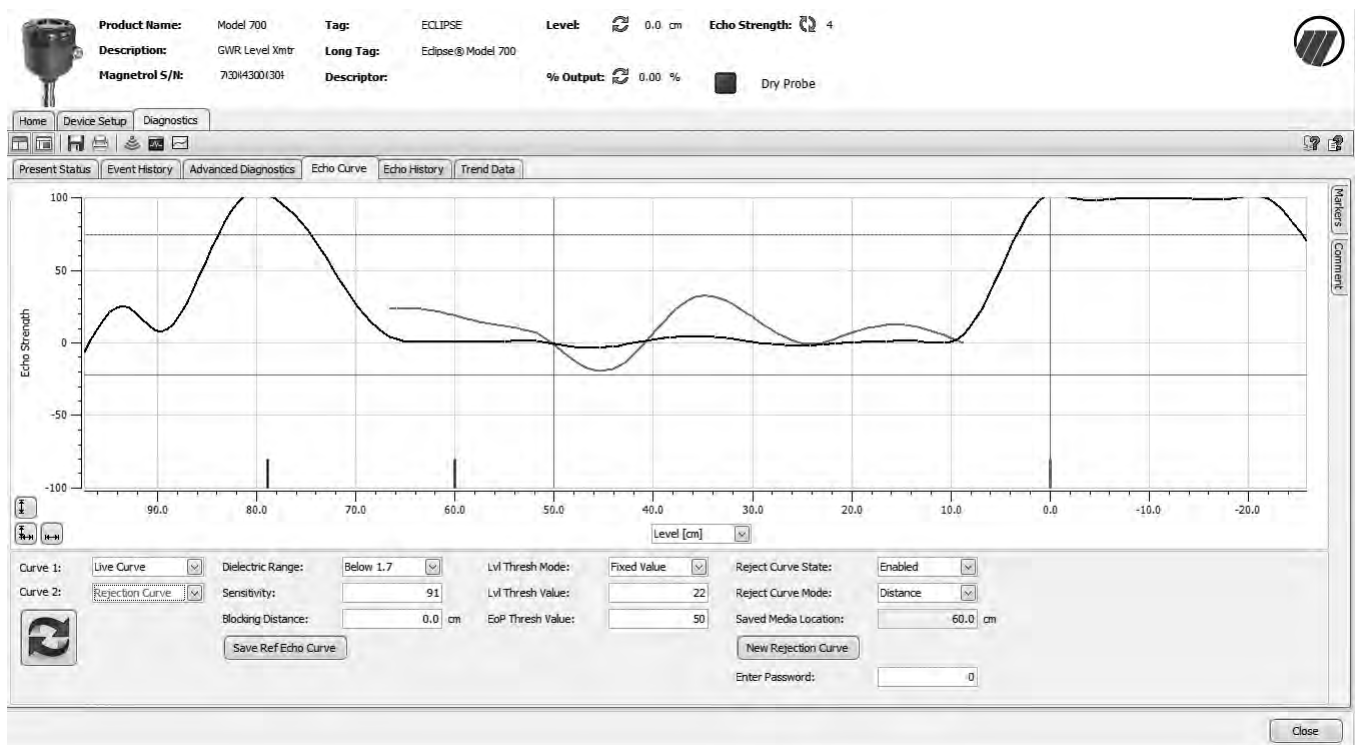 Product Name: Model 700 Tag: ECLIPSE Level: 0.0 cm Echo Strength: 4
Description: GWR Level Xmtr Long Tag: Eclipse® Model 700
Magnetrol S/N: Descriptor: % Output: 0.00 % Dry Probe
Home Device Setup Diagnostics
Present Status Event History Advanced Diagnostics Echo Curve Echo History Trend Data
Markers
Comment
Echo Strength
100
50
0
-50
-100
90.0 80.0 70.0 60.0 50.0 40.0 30.0 20.0 10.0 0.0 -10.0 -20.0
Level [cm]
Curve 1: Live Curve Dielectric Range: Below 1.7 Lvl Thresh Mode: Fixed Value Reject Curve State: Enabled
Curve 2: Rejection Curve Sensitivity: 91 Lvl Thresh Value: 22 Reject Curve Mode: Distance
Blocking Distance: 0.0 cm EoP Thresh Value: 50 Saved Media Location: 60.0 cm
Save Ref Echo Curve New Rejection Curve
Enter Password: 0
Close